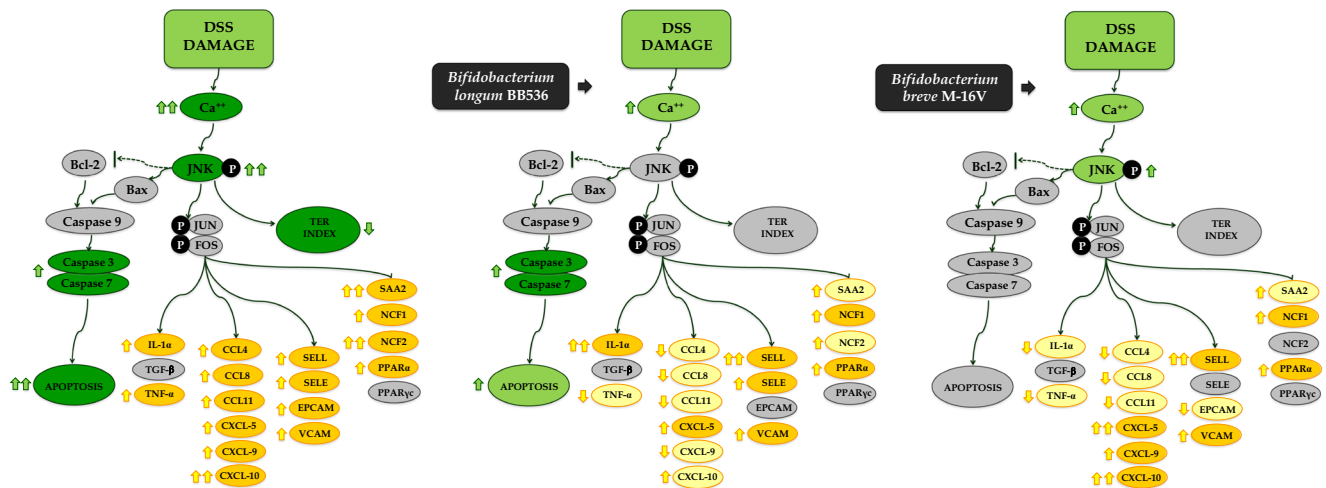 DSS
DAMAGE
Ca⁺⁺
Bcl-2
JNK
P
Bax
Caspase 9
P
JUN
P
FOS
TER
INDEX
Caspase 3
Caspase 7
SAA2
NCF1
NCF2
PPARα
PPARγc
IL-1α
TGF-β
TNF-α
CCL4
CCL8
CCL11
CXCL-5
CXCL-9
CXCL-10
SELL
SELE
EPCAM
VCAM
APOPTOSIS
Bifidobacterium
longum BB536
DSS
DAMAGE
Ca⁺⁺
Bcl-2
JNK
P
Bax
Caspase 9
P
JUN
P
FOS
TER
INDEX
Caspase 3
Caspase 7
SAA2
NCF1
NCF2
PPARα
PPARγc
IL-1α
TGF-β
TNF-α
CCL4
CCL8
CCL11
CXCL-5
CXCL-9
CXCL-10
SELL
SELE
EPCAM
VCAM
APOPTOSIS
Bifidobacterium
breve M-16V
DSS
DAMAGE
Ca⁺⁺
Bcl-2
JNK
P
Bax
Caspase 9
P
JUN
P
FOS
TER
INDEX
Caspase 3
Caspase 7
SAA2
NCF1
NCF2
PPARα
PPARγc
IL-1α
TGF-β
TNF-α
CCL4
CCL8
CCL11
CXCL-5
CXCL-9
CXCL-10
SELL
SELE
EPCAM
VCAM
APOPTOSIS